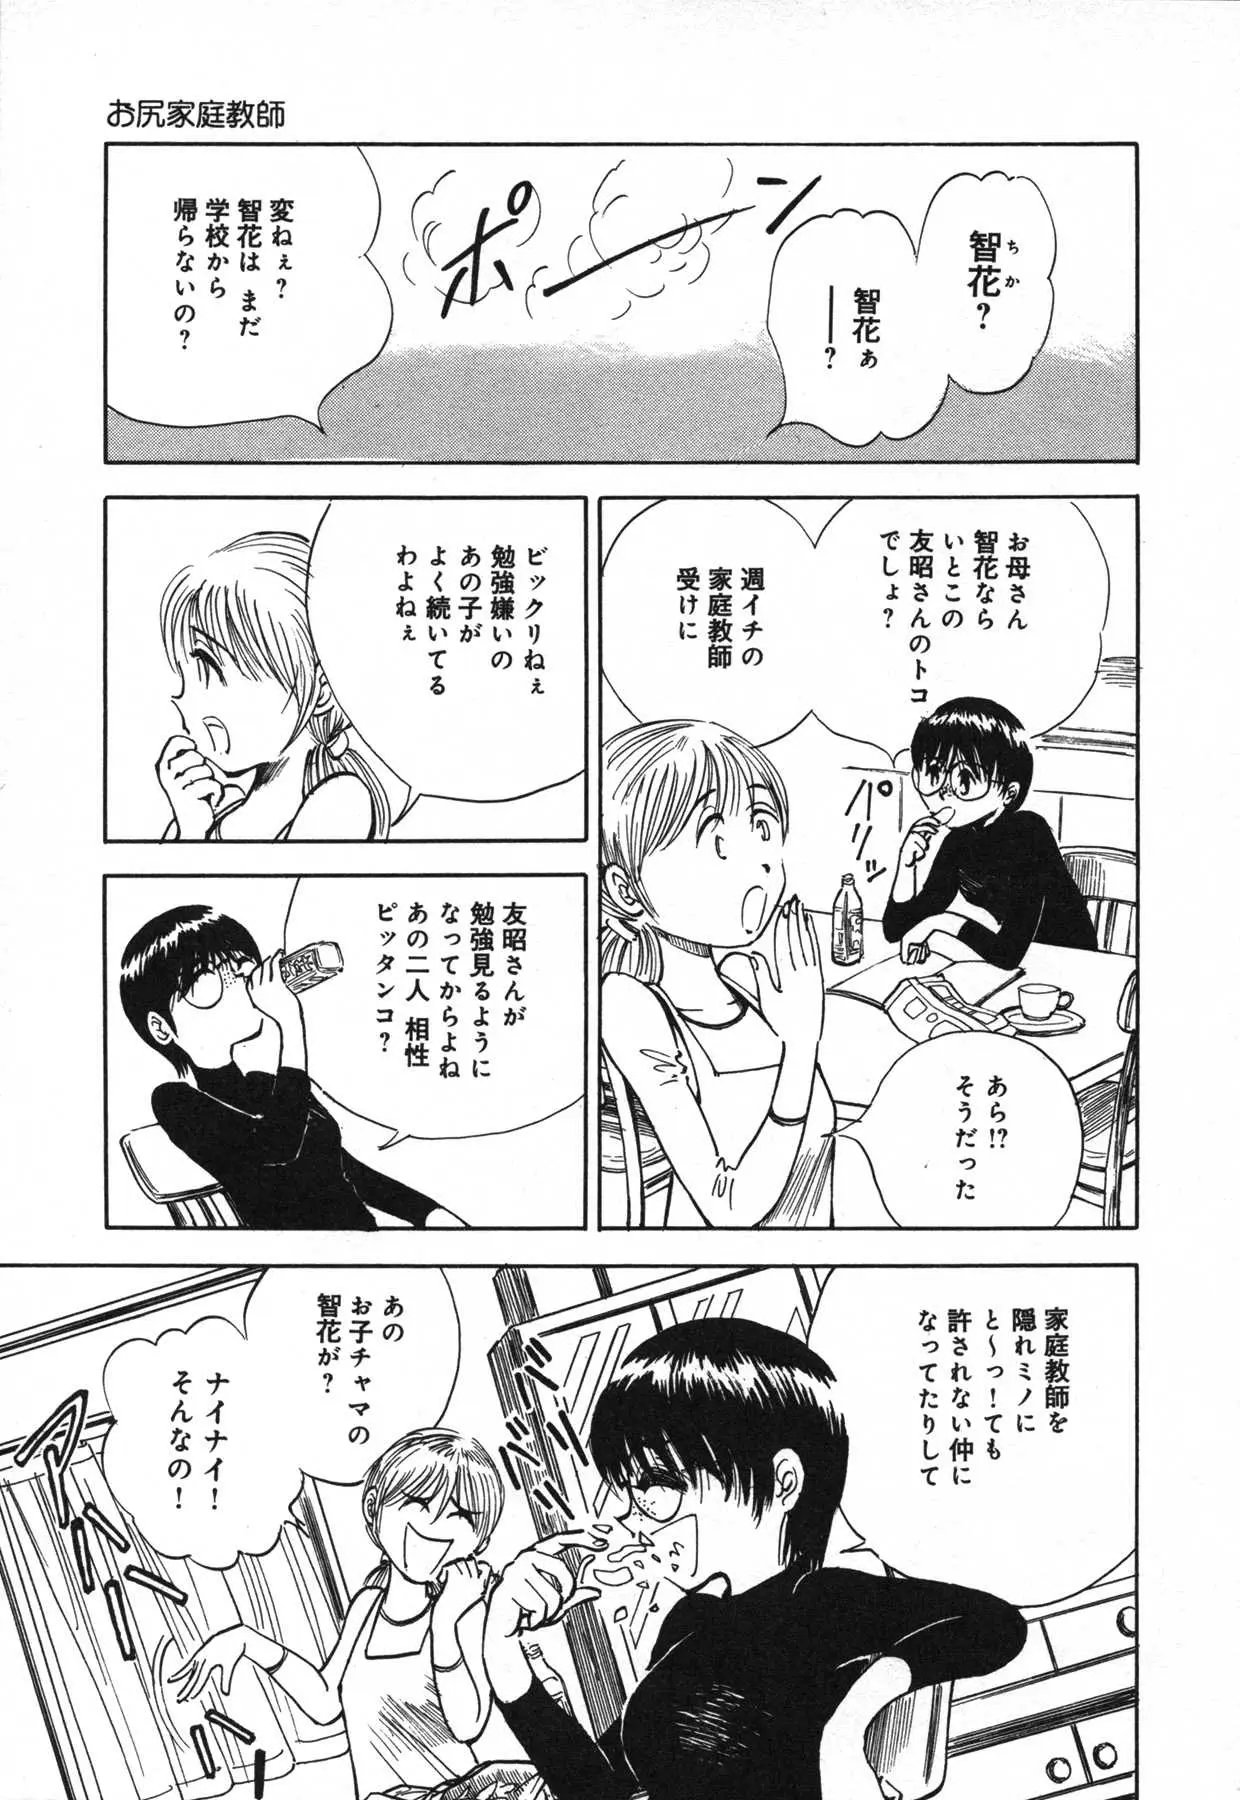 お尻家庭教師
智花?
ちか
智花ぁ
――?
ポーン
変ねぇ?
智花は まだ
学校から
帰らないの?
お母さん
智花なら
いとこの
友昭さんのトコ
でしょ?
週イチの
家庭教師
受けに
パリッ
あら!?
そうだった
ビックリねぇ
勉強嫌いの
あの子が
よく続いてる
わよねぇ
友昭さんが
勉強見るように
なってからよね
あの二人 相性
ピッタンコ?
家庭教師を
隠れミノに
と〜っ!ても
許されない仲に
なってたりして
あの
お子チャマの
智花が?
ナイナイ!
そんなの!